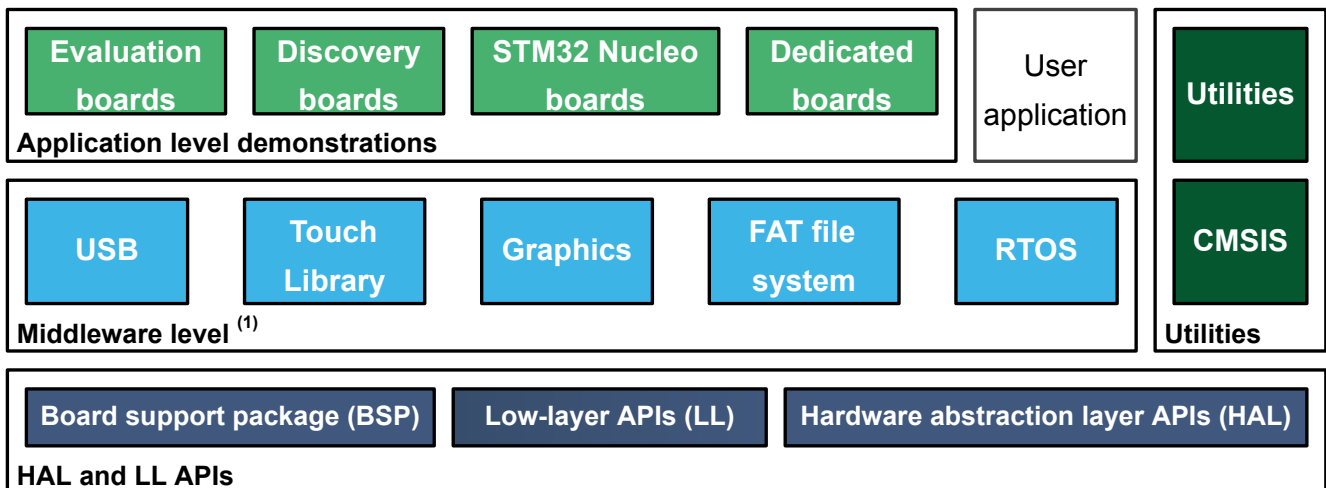 Evaluation
boards
Discovery
boards
STM32 Nucleo
boards
Dedicated
boards
Application level demonstrations
User
application
Utilities
CMSIS
Utilities
USB
Touch
Library
Graphics
FAT file
system
RTOS
Middleware level (1)
Board support package (BSP)
Low-layer APIs (LL)
Hardware abstraction layer APIs (HAL)
HAL and LL APIs